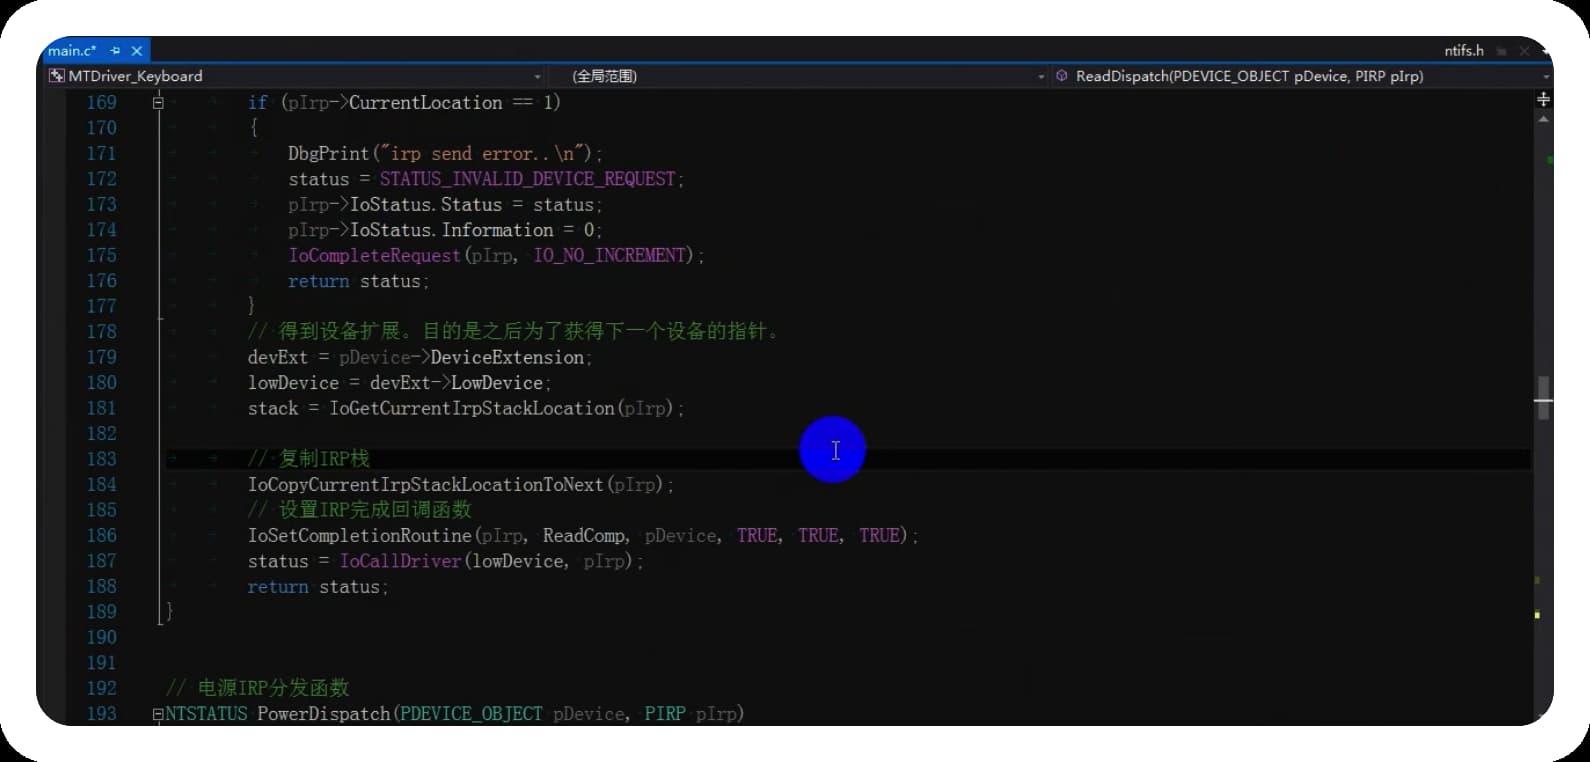 main.c*
ntifs.h
MTDriver_Keyboard
(全局范围)
ReadDispatch(PDEVICE_OBJECT pDevice, PIRP pIrp)
169 if (pIrp->CurrentLocation == 1)
170 {
171 DbgPrint("irp send error..\n");
172 status = STATUS_INVALID_DEVICE_REQUEST;
173 pIrp->IoStatus.Status = status;
174 pIrp->IoStatus.Information = 0;
175 IoCompleteRequest(pIrp, IO_NO_INCREMENT);
176 return status;
177 }
178 // 得到设备扩展。目的是之后为了获得下一个设备的指针。
179 devExt = pDevice->DeviceExtension;
180 lowDevice = devExt->LowDevice;
181 stack = IoGetCurrentIrpStackLocation(pIrp);
182
183 // 复制IRP栈
184 IoCopyCurrentIrpStackLocationToNext(pIrp);
185 // 设置IRP完成回调函数
186 IoSetCompletionRoutine(pIrp, ReadComp, pDevice, TRUE, TRUE, TRUE);
187 status = IoCallDriver(lowDevice, pIrp);
188 return status;
189 }
190
191
192 // 电源IRP分发函数
193 NTSTATUS PowerDispatch(PDEVICE_OBJECT pDevice, PIRP pIrp)